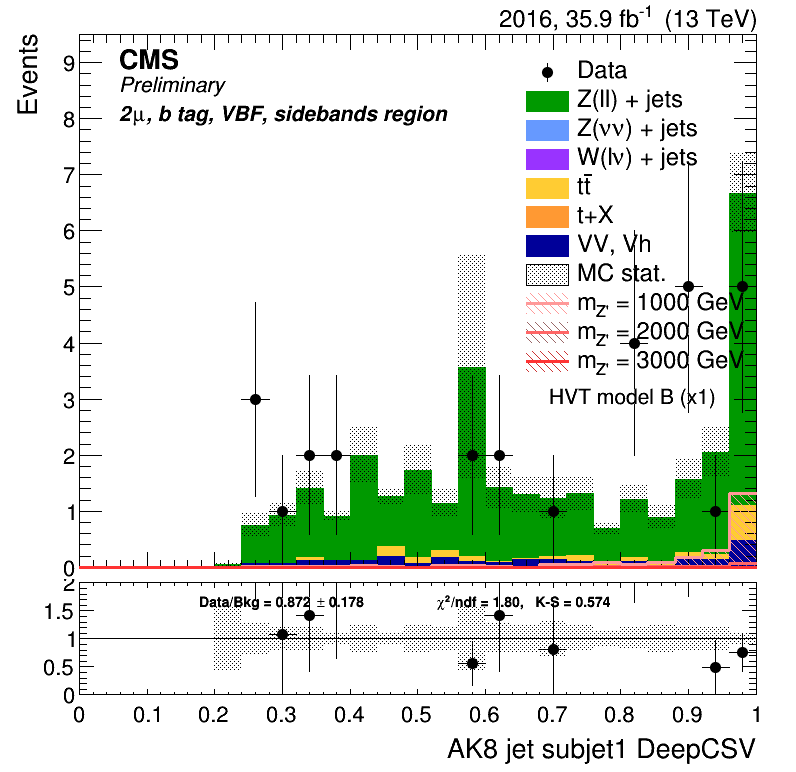 2016, 35.9 fb⁻¹ (13 TeV)
Events
CMS
Preliminary
2μ, b tag, VBF, sidebands region
Data
Z(ll) + jets
Z(νν) + jets
W(lν) + jets
tt̄
t+X
VV, Vh
MC stat.
m_Z' = 1000 GeV
m_Z' = 2000 GeV
m_Z' = 3000 GeV
HVT model B (x1)
9
8
7
6
5
4
3
2
1
0
Data/Bkg = 0.872 ± 0.178
χ²/ndf = 1.80, K-S = 0.574
2
1.5
1
0.5
0
0 0.1 0.2 0.3 0.4 0.5 0.6 0.7 0.8 0.9 1
AK8 jet subjet1 DeepCSV